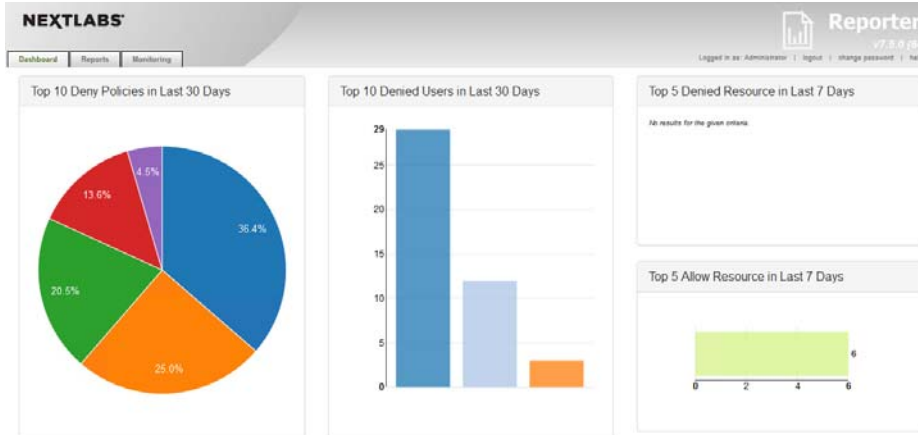 NEXTLABS
Reporter
Dashboard Reports Monitoring
Logged in as: Administrator | logout | change password |
Top 10 Deny Policies in Last 30 Days
Top 10 Denied Users in Last 30 Days
Top 5 Denied Resource in Last 7 Days
No results for the given criteria.
4.5%
13.6%
36.4%
20.5%
25.0%
29
25
20
15
10
5
0
Top 5 Allow Resource in Last 7 Days
6
0 2 4 6